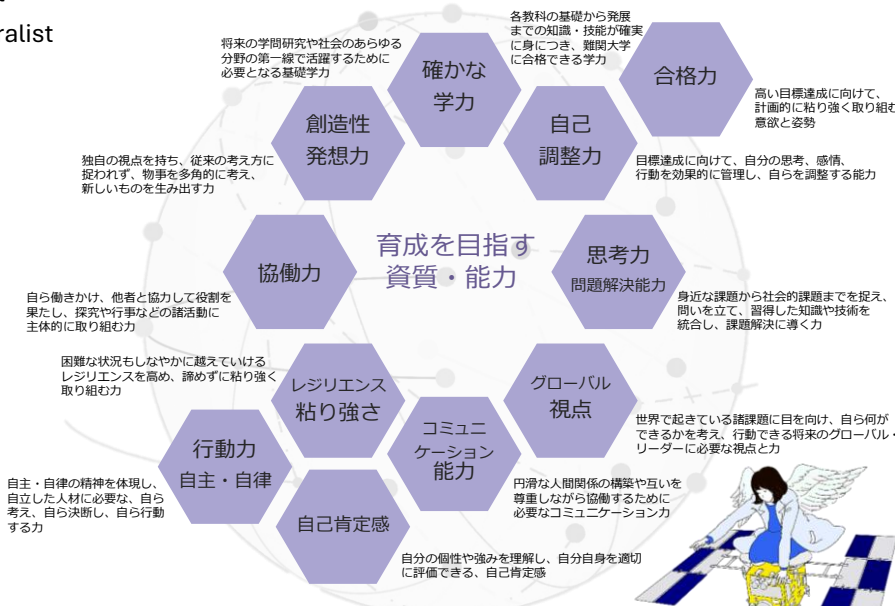 ralist
将来の学問研究や社会のあらゆる
分野の第一線で活躍するために
必要となる基礎学力
確かな
学力
各教科の基礎から発展
までの知識・技能が確実
に身につき、難関大学
に合格できる学力
合格力
高い目標達成に向けて、
計画的に粘り強く取り組む
意欲と姿勢
創造性
発想力
独自の視点を持ち、従来の考え方に
捉われず、物事を多角的に考え、
新しいものを生み出す力
自己
調整力
目標達成に向けて、自分の思考、感情、
行動を効果的に管理し、自らを調整する能力
育成を目指す
資質・能力
協働力
自ら働きかけ、他者と協力して役割を
果たし、探究や行事などの諸活動に
主体的に取り組む力
思考力
問題解決能力
身近な課題から社会的課題までを捉え、
問いを立て、習得した知識や技術を
統合し、課題解決に導く力
困難な状況もしなやかに越えていける
レジリエンスを高め、諦めずに粘り強く
取り組む力
レジリエンス
粘り強さ
グローバル
視点
世界で起きている諸課題に目を向け、自ら何が
できるかを考え、行動できる将来のグローバル・
リーダーに必要な視点と力
行動力
自主・自律
自主・自律の精神を体現し、
自立した人材に必要な、自ら
考え、自ら決断し、自ら行動
する力
コミュニ
ケーション
能力
円滑な人間関係の構築や互いを
尊重しながら協働するために
必要なコミュニケーション力
自己肯定感
自分の個性や強みを理解し、自分自身を適切
に評価できる、自己肯定感